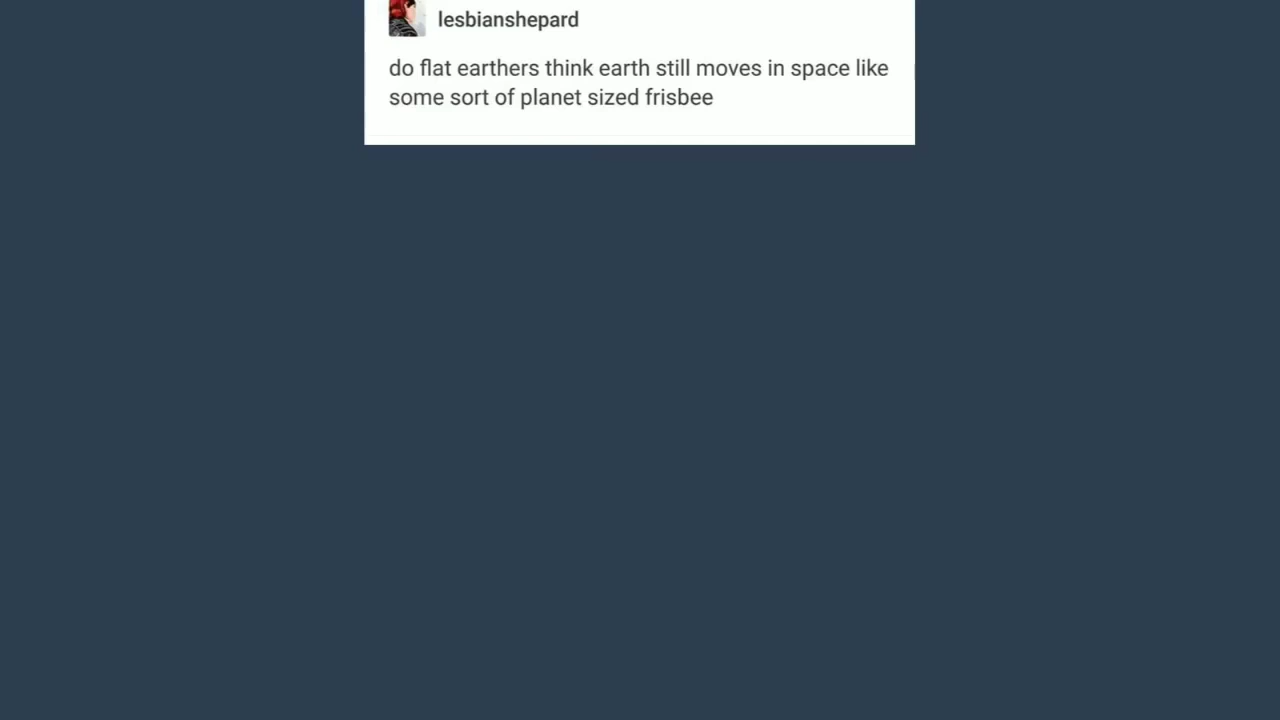 lesbianshepard
do flat earthers think earth still moves in space like
some sort of planet sized frisbee